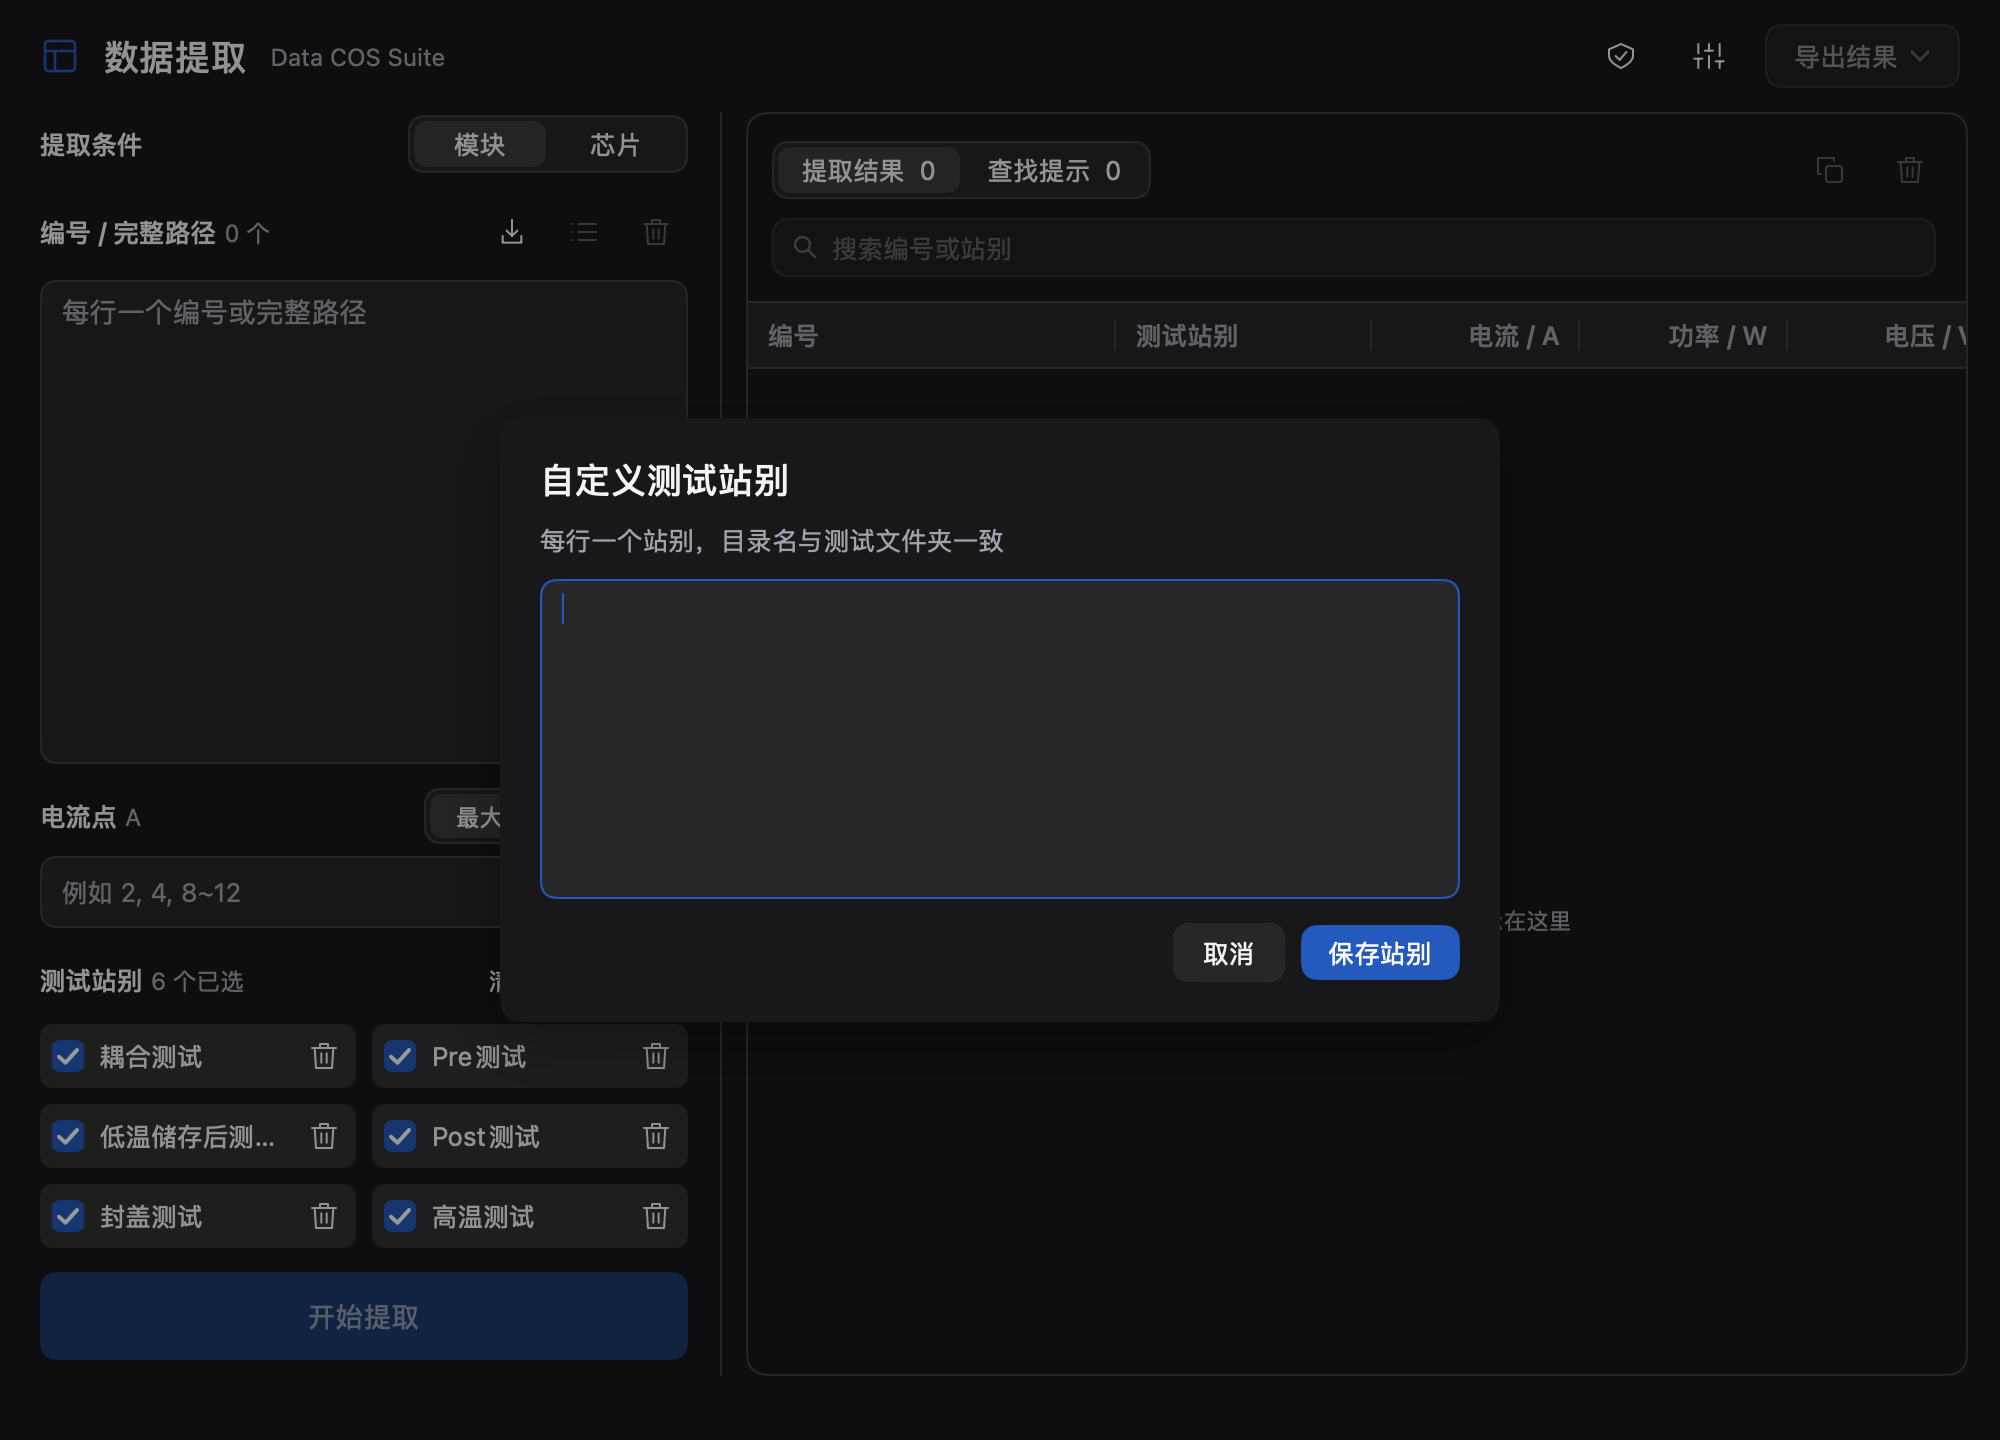 数据提取 Data COS Suite
导出结果
提取条件
模块 芯片
编号 / 完整路径 0 个
每行一个编号或完整路径
电流点 A
最大
例如 2, 4, 8~12
测试站别 6 个已选
耦合测试
Pre测试
低温储存后测...
Post测试
封盖测试
高温测试
开始提取
提取结果 0 查找提示 0
搜索编号或站别
编号 测试站别 电流 / A 功率 / W 电压 /
在这里
自定义测试站别
每行一个站别，目录名与测试文件夹一致
取消 保存站别